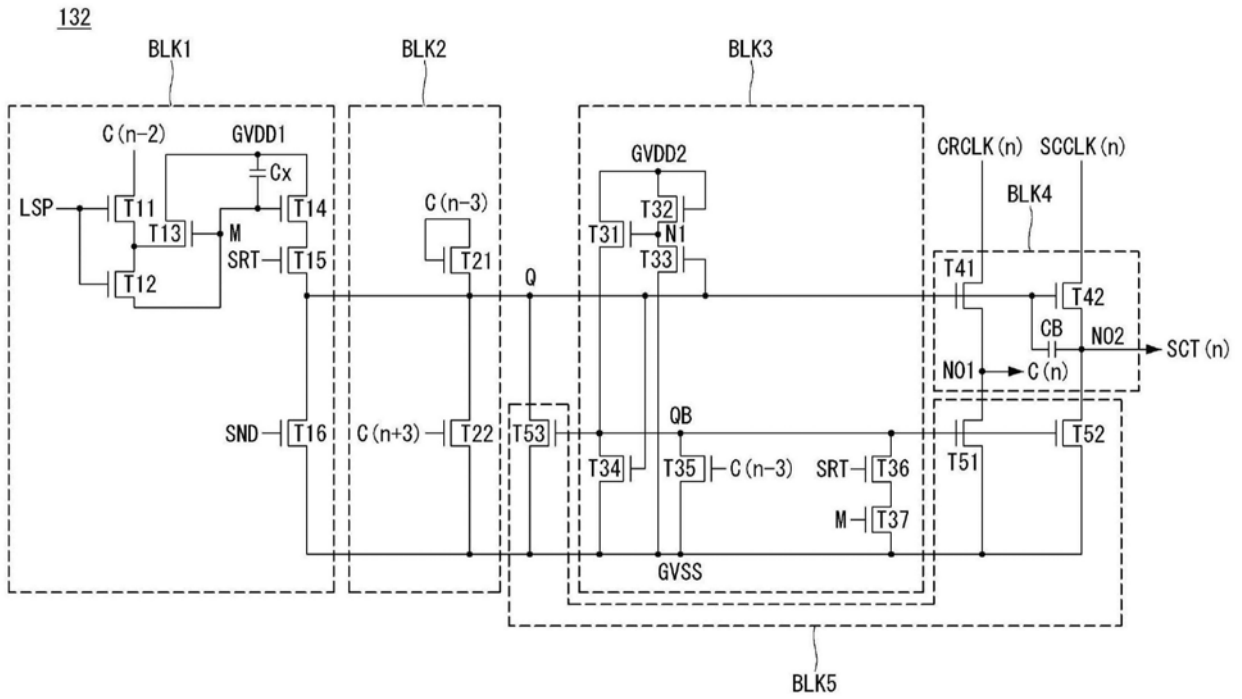 132
BLK1
BLK2
BLK3
C(n-2)
GVDD1
CRCLK(n)
SCCLK(n)
GVDD2
Cx
BLK4
LSP
T11
T14
C(n-3)
T32
T13
M
T31
N1
SRT
T15
T21
T33
T41
T12
Q
T42
CB
NO2
SCT(n)
NO1
C(n)
QB
SND
T16
C(n+3)
T22
T53
T52
T51
T34
T35
C(n-3)
SRT
T36
M
T37
GVSS
BLK5